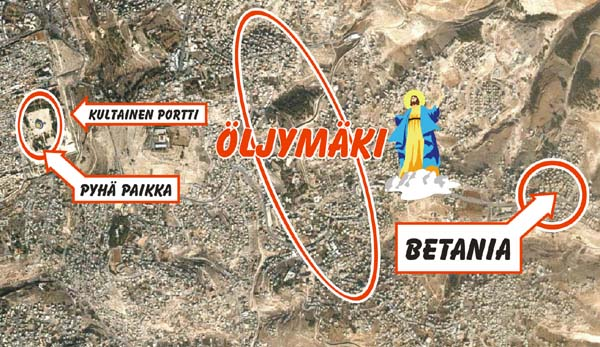 KULTAINEN PORTTI
ÖLJYMÄKI
PYHÄ PAIKKA
BETANIA